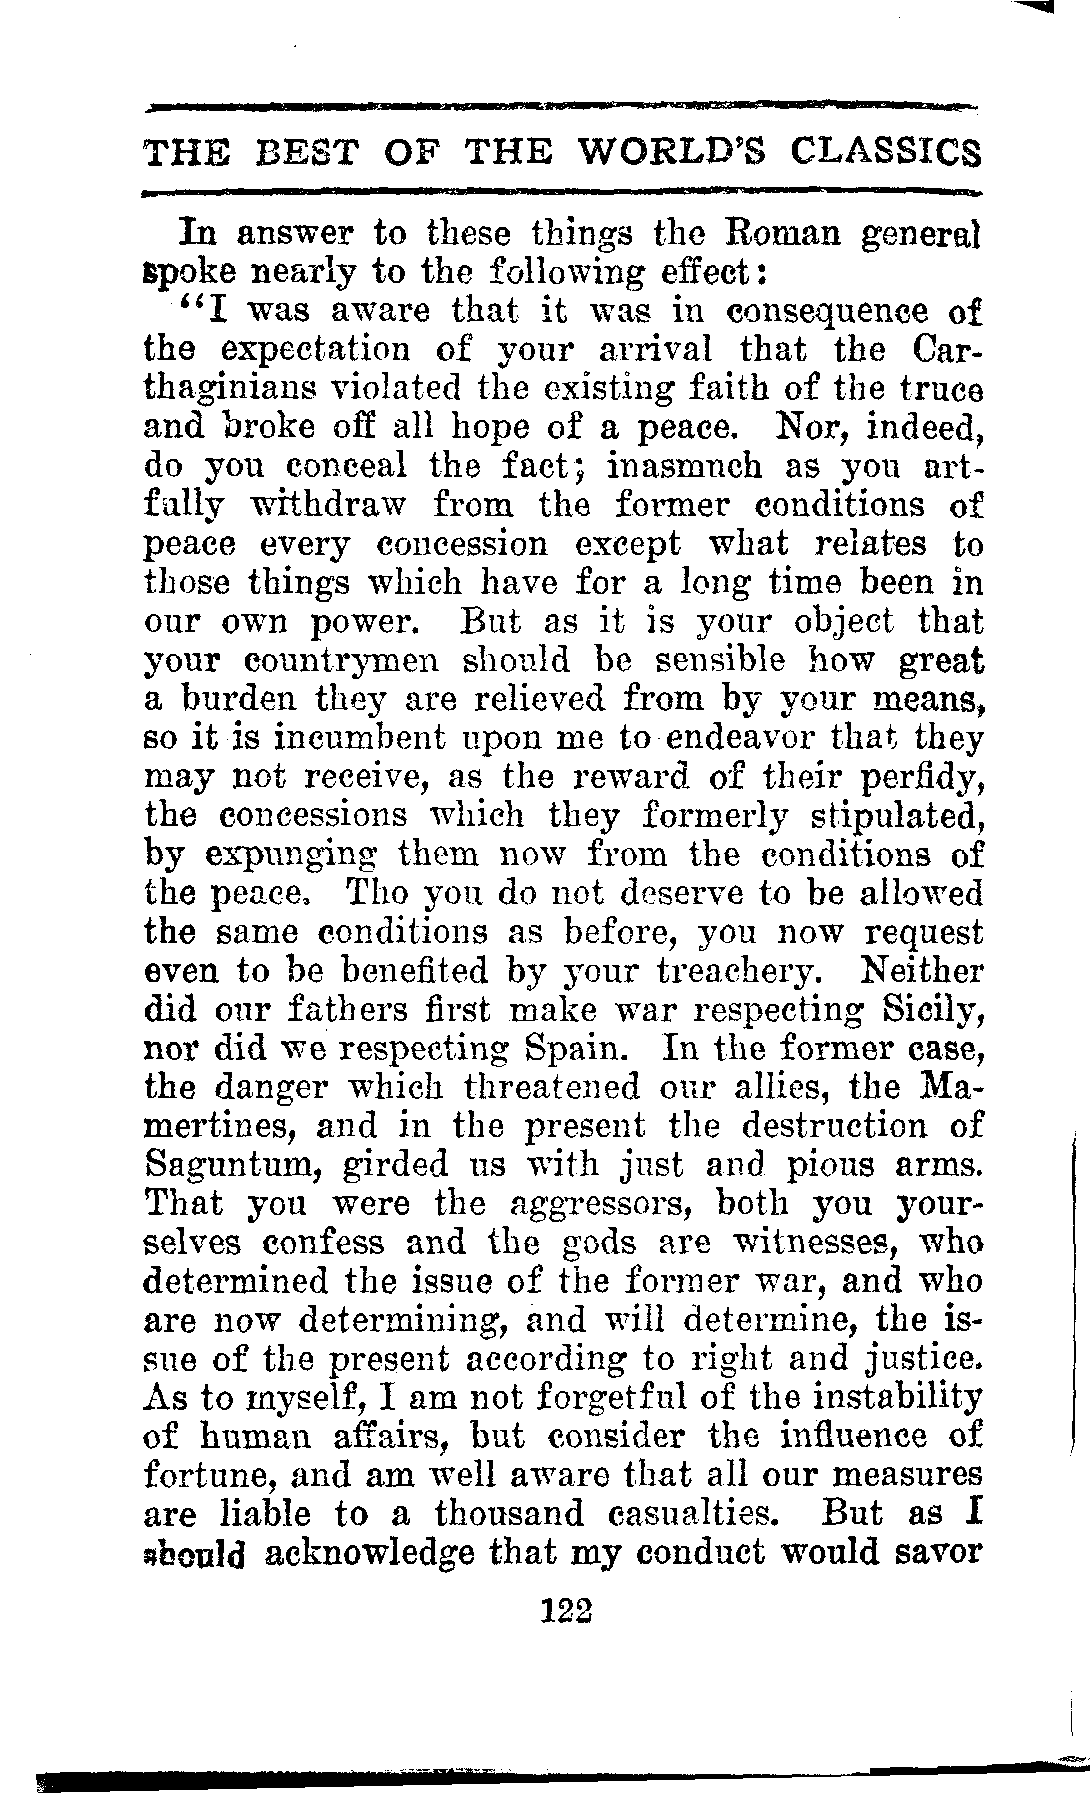 THE BEST OF THE WORLD'S CLASSICS
In answer to these things the Roman general
spoke nearly to the following effect:
"I was aware that it was in consequence of
the expectation of your arrival that the Car-
thaginians violated the existing faith of the truce
and broke off all hope of a peace. Nor, indeed,
do you conceal the fact; inasmuch as you art-
fully withdraw from the former conditions of
peace every concession except what relates to
those things which have for a long time been in
our own power. But as it is your object that
your countrymen should be sensible how great
a burden they are relieved from by your means,
so it is incumbent upon me to endeavor that they
may not receive, as the reward of their perfidy,
the concessions which they formerly stipulated,
by expunging them now from the conditions of
the peace. Tho you do not deserve to be allowed
the same conditions as before, you now request
even to be benefited by your treachery. Neither
did our fathers first make war respecting Sicily,
nor did we respecting Spain. In the former case,
the danger which threatened our allies, the Ma-
mertines, and in the present the destruction of
Saguntum, girded us with just and pious arms.
That you were the aggressors, both you your-
selves confess and the gods are witnesses, who
determined the issue of the former war, and who
are now determining, and will determine, the is-
sue of the present according to right and justice.
As to myself, I am not forgetful of the instability
of human affairs, but consider the influence of
fortune, and am well aware that all our measures
are liable to a thousand casualties. But as I
should acknowledge that my conduct would savor
122